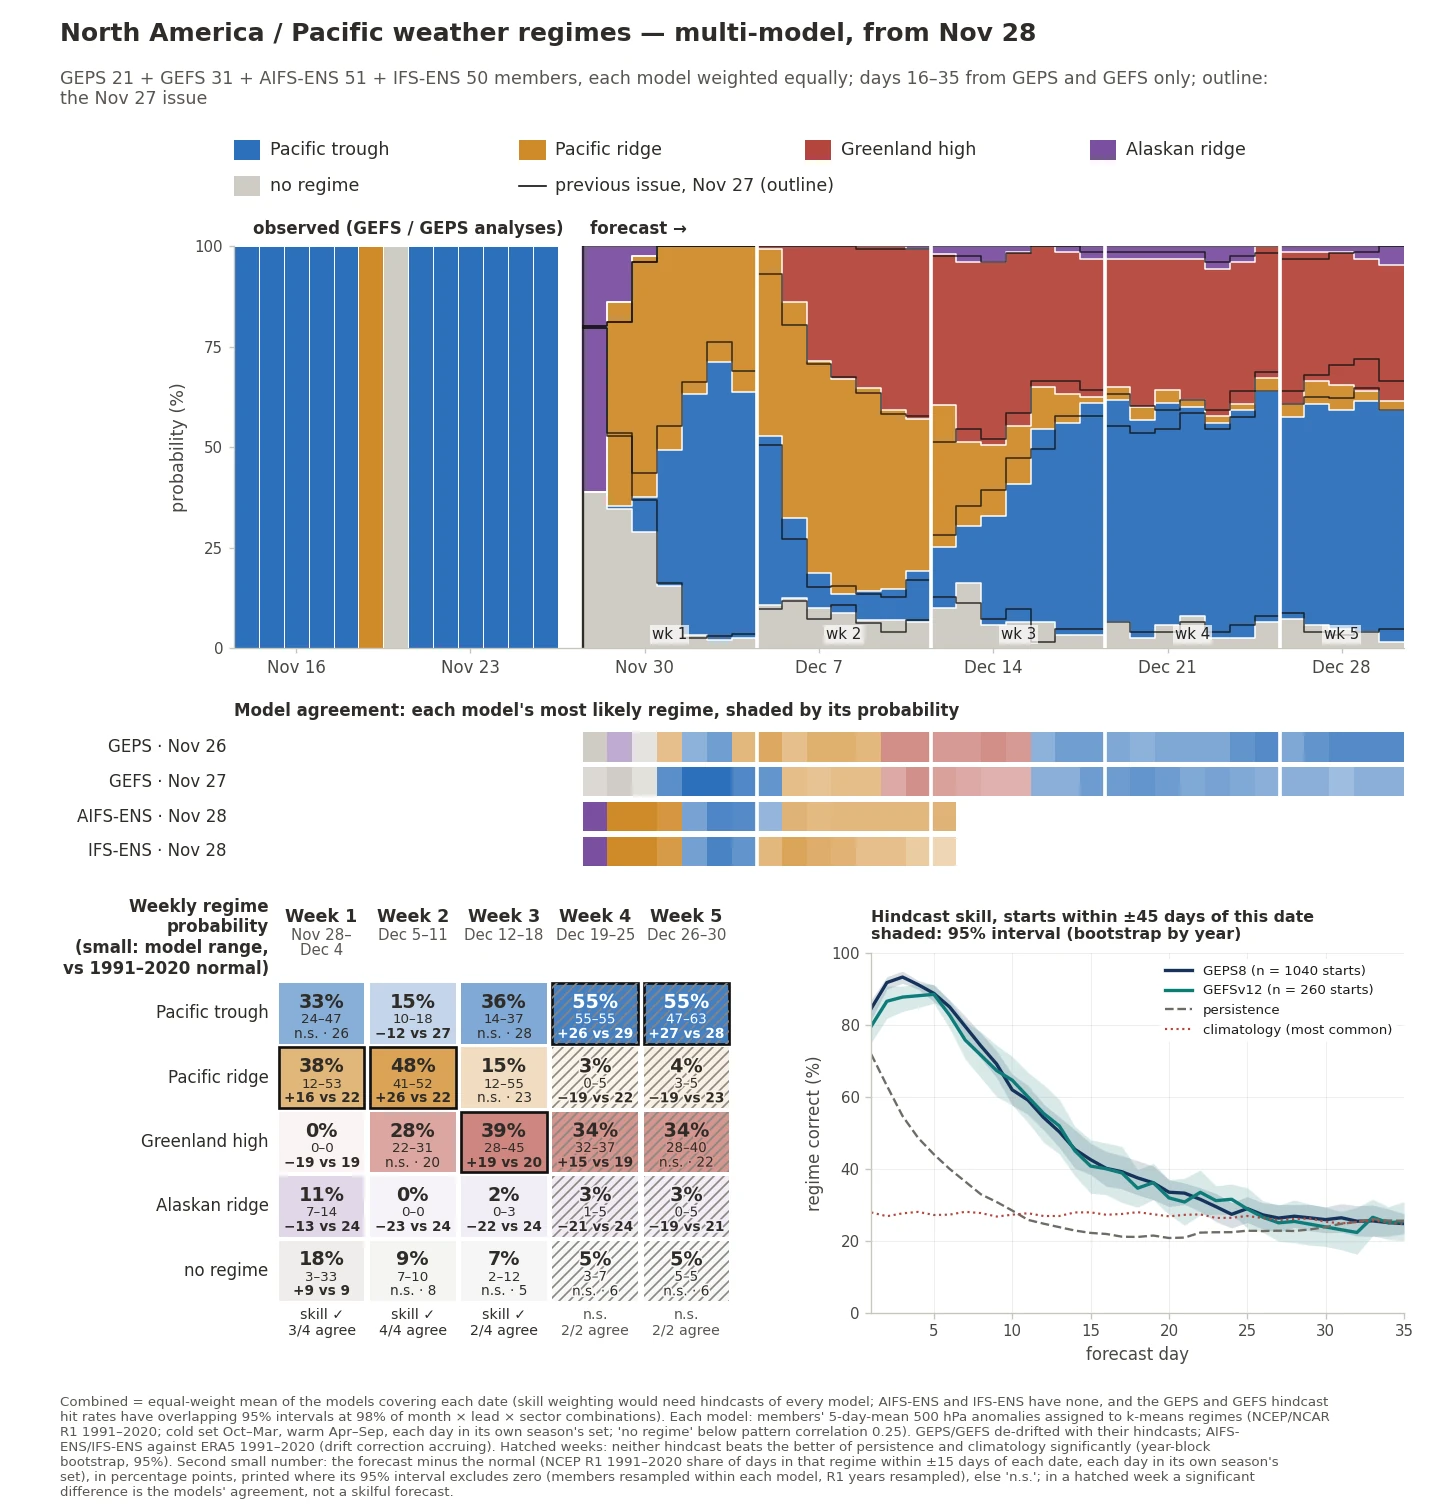 North America / Pacific weather regimes — multi-model, from Nov 28
GEPS 21 + GEFS 31 + AIFS-ENS 51 + IFS-ENS 50 members, each model weighted equally; days 16–35 from GEPS and GEFS only; outline:
the Nov 27 issue
Pacific trough
Pacific ridge
Greenland high
Alaskan ridge
no regime
previous issue, Nov 27 (outline)
observed (GEFS / GEPS analyses)
forecast →
probability (%)
100
75
50
25
0
wk 1
wk 2
wk 3
wk 4
wk 5
Nov 16
Nov 23
Nov 30
Dec 7
Dec 14
Dec 21
Dec 28
Model agreement: each model's most likely regime, shaded by its probability
GEPS · Nov 26
GEFS · Nov 27
AIFS-ENS · Nov 28
IFS-ENS · Nov 28
Weekly regime
probability
(small: model range,
vs 1991–2020 normal)
Week 1
Nov 28–
Dec 4
Week 2
Dec 5–11
Week 3
Dec 12–18
Week 4
Dec 19–25
Week 5
Dec 26–30
Pacific trough
33%
24–47
n.s. · 26
15%
10–18
−12 vs 27
36%
14–37
n.s. · 28
55%
55–55
+26 vs 29
55%
47–63
+27 vs 28
Pacific ridge
38%
12–53
+16 vs 22
48%
41–52
+26 vs 22
15%
12–55
n.s. · 23
3%
0–5
−19 vs 22
4%
3–5
−19 vs 23
Greenland high
0%
0–0
−19 vs 19
28%
22–31
n.s. · 20
39%
28–45
+19 vs 20
34%
32–37
+15 vs 19
34%
28–40
n.s. · 22
Alaskan ridge
11%
7–14
−13 vs 24
0%
0–0
−23 vs 24
2%
0–3
−22 vs 24
3%
1–5
−21 vs 24
3%
0–5
−19 vs 21
no regime
18%
3–33
+9 vs 9
9%
7–10
n.s. · 8
7%
2–12
n.s. · 5
5%
3–7
n.s. · 6
5%
5–5
n.s. · 6
skill ✓
3/4 agree
skill ✓
4/4 agree
skill ✓
2/4 agree
n.s.
2/2 agree
n.s.
2/2 agree
Hindcast skill, starts within ±45 days of this date
shaded: 95% interval (bootstrap by year)
regime correct (%)
100
80
60
40
20
0
GEPS8 (n = 1040 starts)
GEFSv12 (n = 260 starts)
persistence
climatology (most common)
5
10
15
20
25
30
35
forecast day
Combined = equal-weight mean of the models covering each date (skill weighting would need hindcasts of every model; AIFS-ENS and IFS-ENS have none, and the GEPS and GEFS hindcast
hit rates have overlapping 95% intervals at 98% of month × lead × sector combinations). Each model: members' 5-day-mean 500 hPa anomalies assigned to k-means regimes (NCEP/NCAR
R1 1991–2020; cold set Oct–Mar, warm Apr–Sep, each day in its own season's set; 'no regime' below pattern correlation 0.25). GEPS/GEFS de-drifted with their hindcasts; AIFS-
ENS/IFS-ENS against ERA5 1991–2020 (drift correction accruing). Hatched weeks: neither hindcast beats the better of persistence and climatology significantly (year-block
bootstrap, 95%). Second small number: the forecast minus the normal (NCEP R1 1991–2020 share of days in that regime within ±15 days of each date, each day in its own season's
set), in percentage points, printed where its 95% interval excludes zero (members resampled within each model, R1 years resampled), else 'n.s.'; in a hatched week a significant
difference is the models' agreement, not a skilful forecast.